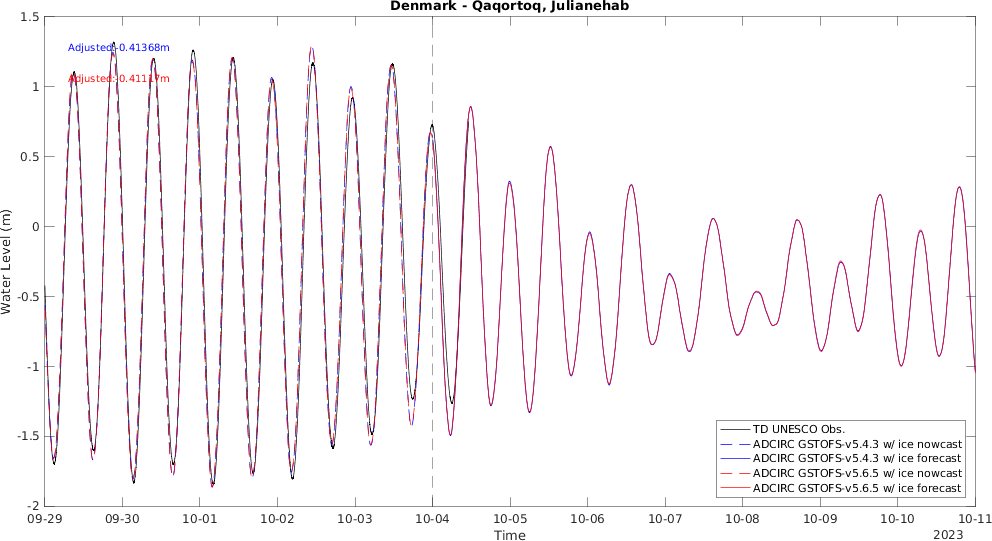 Denmark - Qaqortoq, Julianehab
1.5
1
0.5
0
-0.5
-1
-1.5
-2
Water Level (m)
Adjusted:-0.41368m
Adjusted:-0.41117m
TD UNESCO Obs.
ADCIRC GSTOFS-v5.4.3 w/ ice nowcast
ADCIRC GSTOFS-v5.4.3 w/ ice forecast
ADCIRC GSTOFS-v5.6.5 w/ ice nowcast
ADCIRC GSTOFS-v5.6.5 w/ ice forecast
09-29 09-30 10-01 10-02 10-03 10-04 10-05 10-06 10-07 10-08 10-09 10-10 10-11
Time
2023